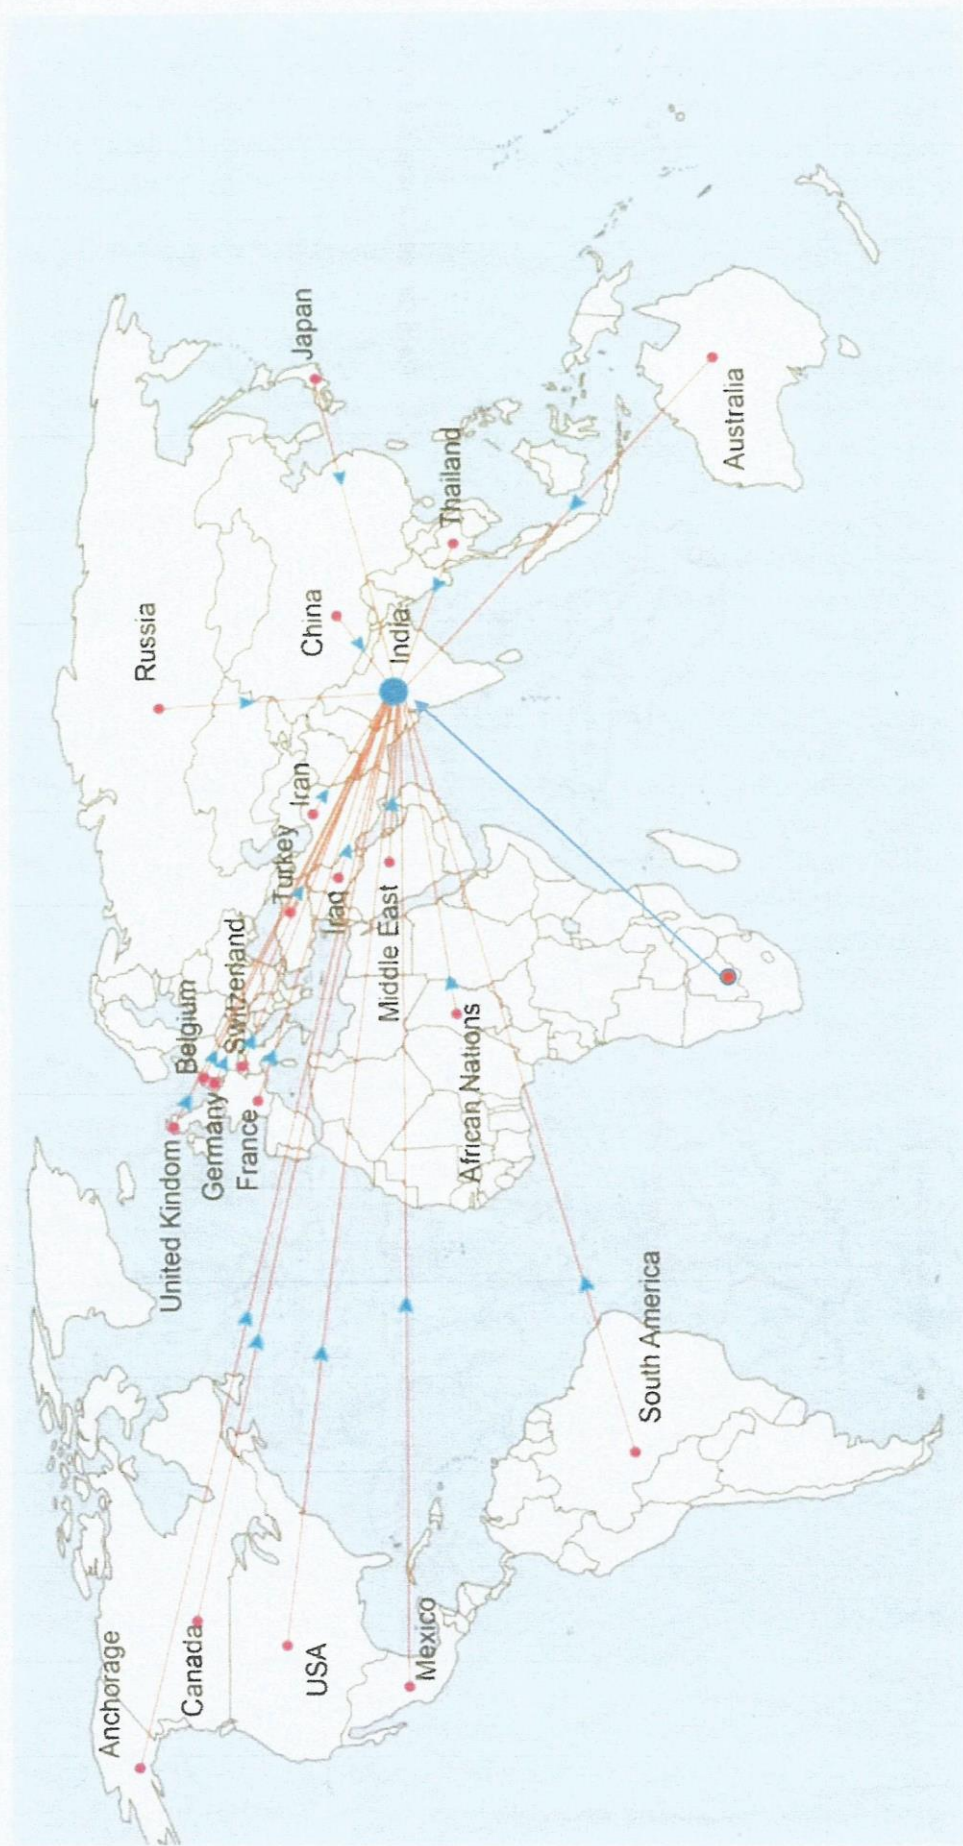 Anchorage
Canada
USA
Mexico
South America
United Kindom
Belgium
Germany
France
Switzerland
Turkey
Iran
Iraq
Middle East
African Nations
Russia
China
India
Japan
Thailand
Australia